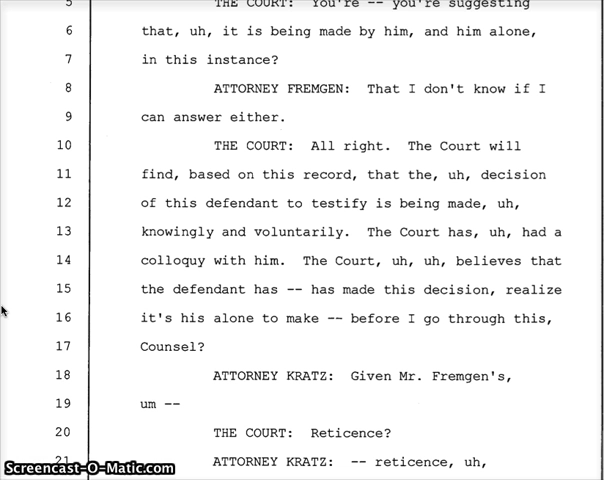 5 THE COURT: You're -- you're suggesting
6 that, uh, it is being made by him, and him alone,
7 in this instance?
8 ATTORNEY FREMGEN: That I don't know if I
9 can answer either.
10 THE COURT: All right. The Court will
11 find, based on this record, that the, uh, decision
12 of this defendant to testify is being made, uh,
13 knowingly and voluntarily. The Court has, uh, had a
14 colloquy with him. The Court, uh, uh, believes that
15 the defendant has -- has made this decision, realize
16 it's his alone to make -- before I go through this,
17 Counsel?
18 ATTORNEY KRATZ: Given Mr. Fremgen's,
19 um --
20 THE COURT: Reticence?
21 ATTORNEY KRATZ: -- reticence, uh,
Screencast-O-Matic.com